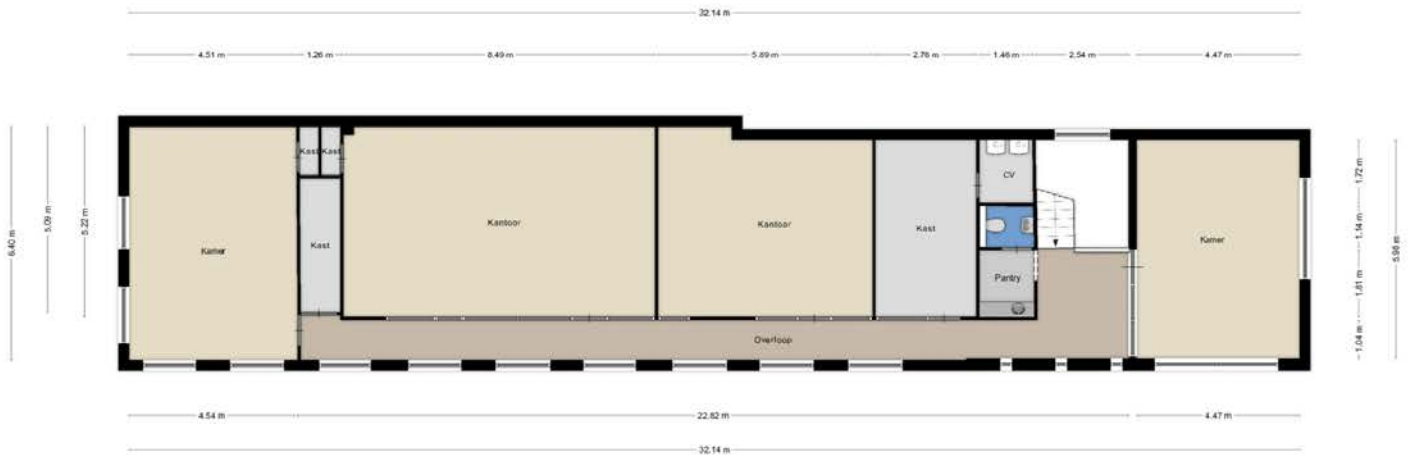 32.14 m
4.51 m 1.26 m 8.49 m 5.89 m 2.76 m 1.46 m 2.54 m 4.47 m
6.40 m
5.09 m
5.22 m
Kamer
Kast
Kast
Kast
Kantoor
Kantoor
Kast
CV
Pantry
Overloop
Kamer
1.72 m
1.14 m
1.81 m
1.04 m
5.98 m
4.54 m 22.82 m 4.47 m
32.14 m